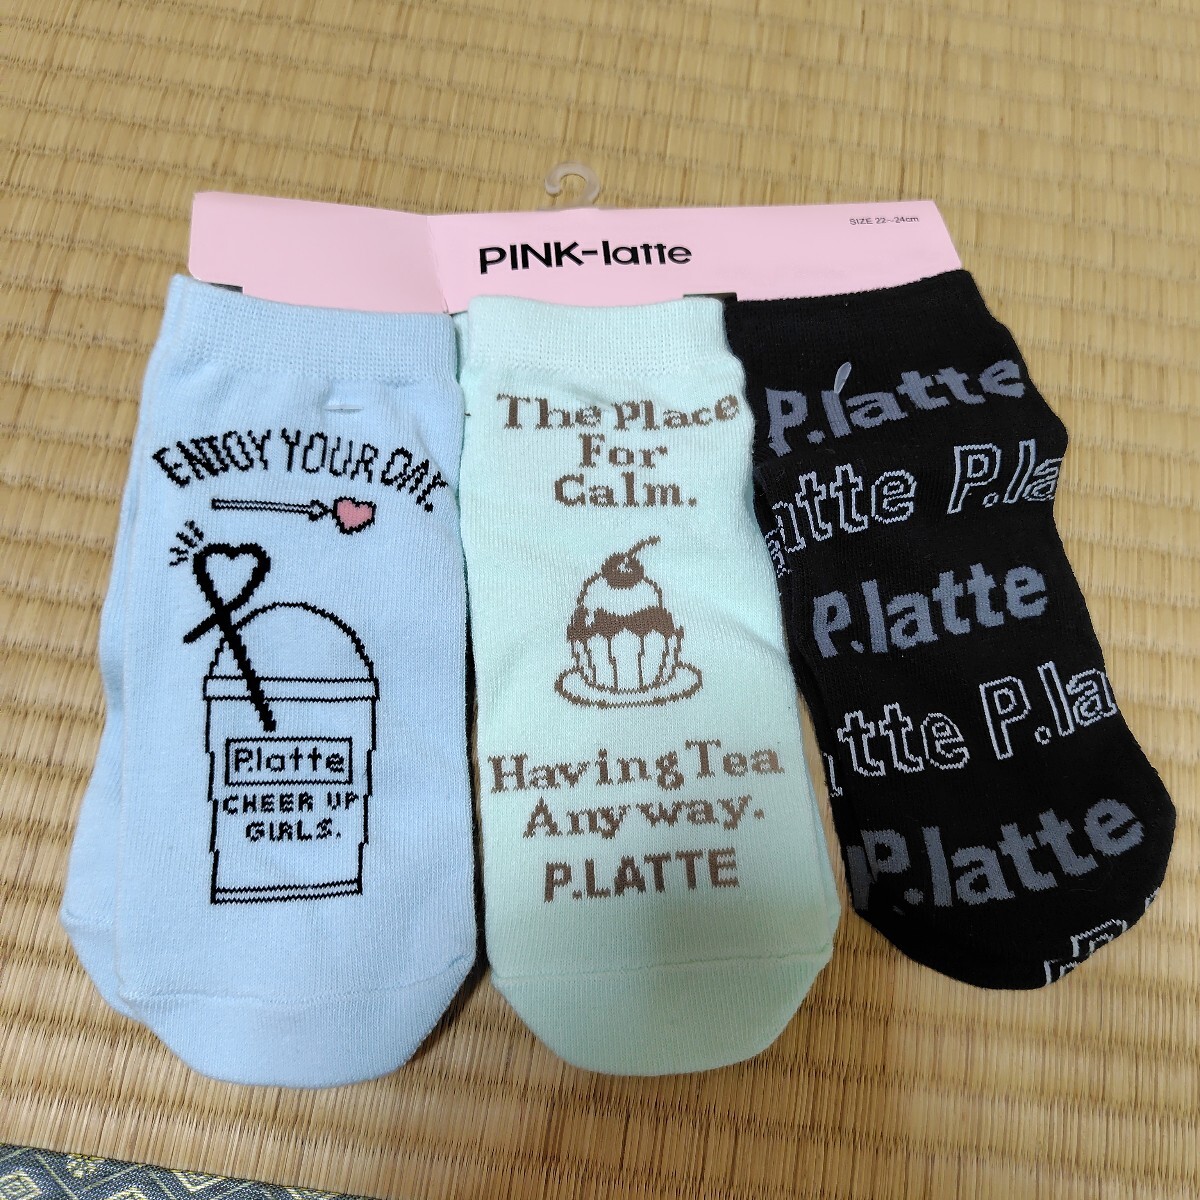 PINK-latte
SIZE 22~24cm
ENJOY YOUR DAY.
P.latte
CHEER UP
GIRLS.
The Place
For
Calm.
Having Tea
Anyway.
P.LATTE
P.latte
atte P.la
P.latte
tte P.la
P.latte